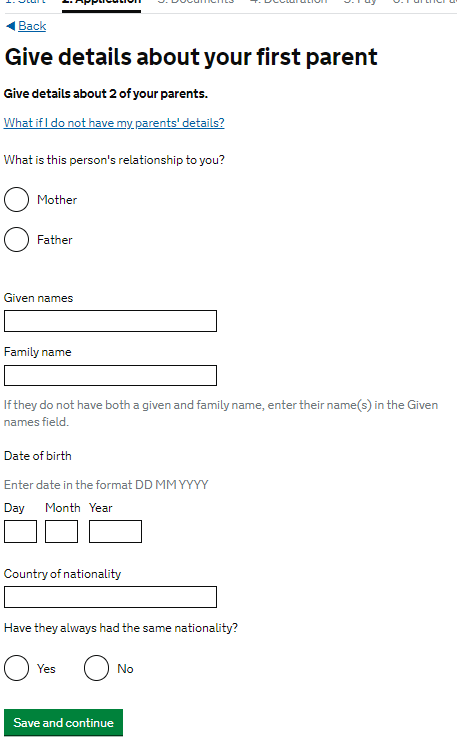 1. Start 2. Application 3. Documents 4. Declaration 5. Pay
Back
Give details about your first parent
Give details about 2 of your parents.
What if I do not have my parents' details?
What is this person's relationship to you?
Mother
Father
Given names
Family name
If they do not have both a given and family name, enter their name(s) in the Given
names field.
Date of birth
Enter date in the format DD MM YYYY
Day Month Year
Country of nationality
Have they always had the same nationality?
Yes No
Save and continue